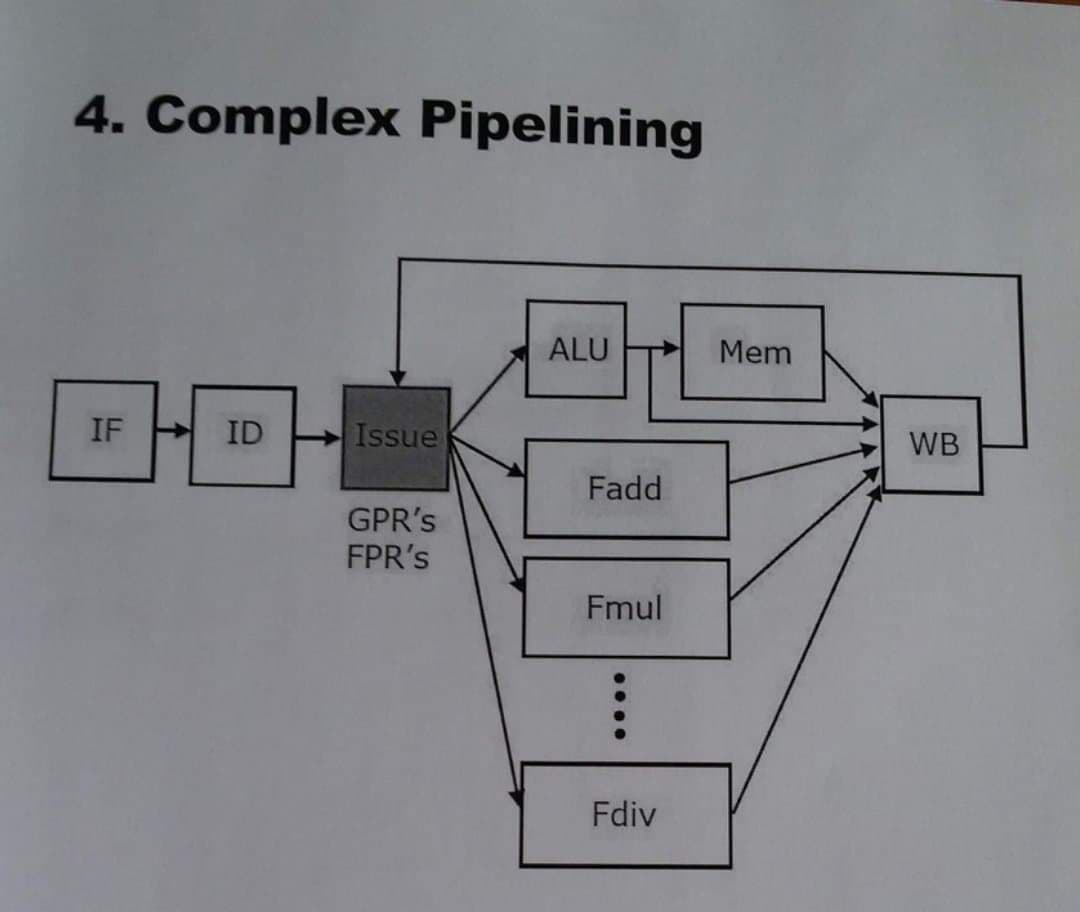 4. Complex Pipelining
IF
ID
Issue
GPR's
FPR's
ALU
Mem
Fadd
Fmul
Fdiv
WB